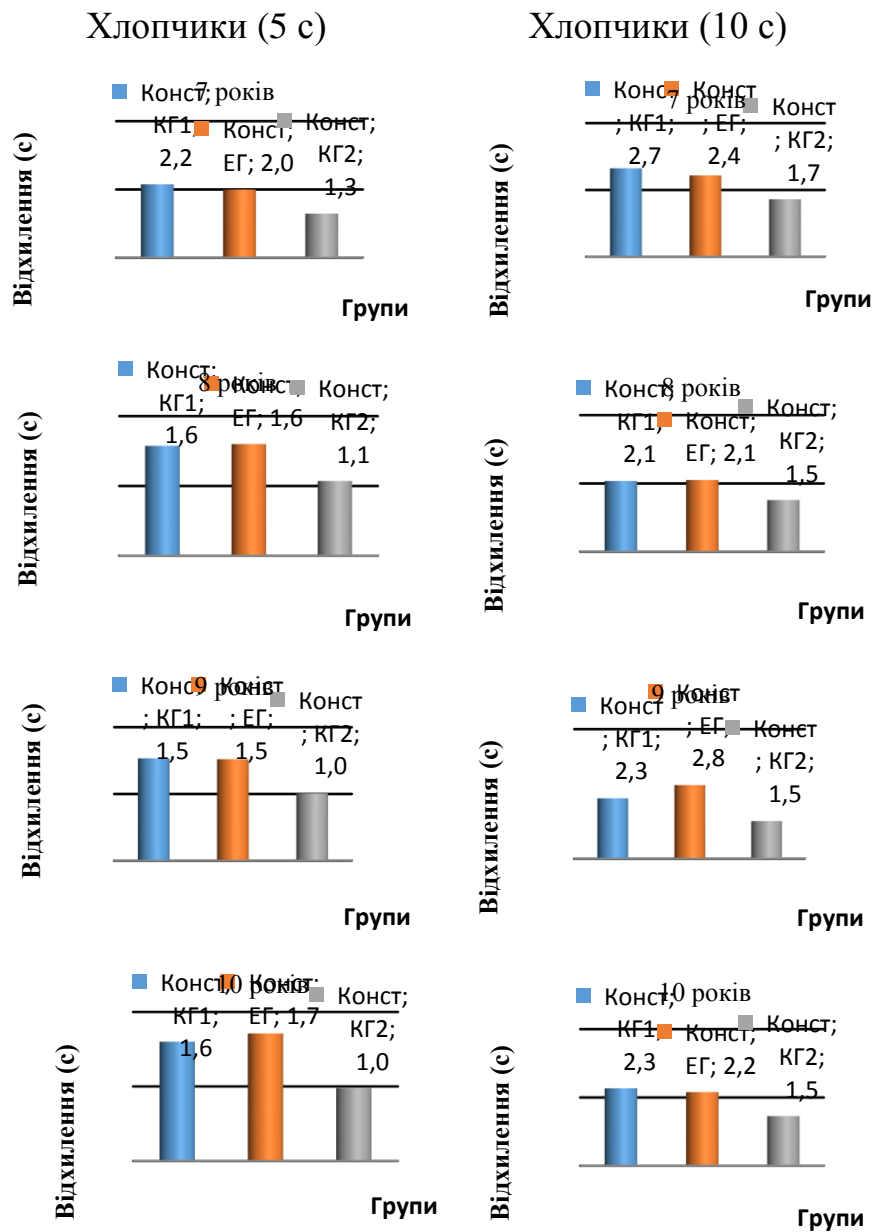 Хлопчики (5 с)
Хлопчики (10 с)
7 років
Конст;
КГ1;
2,2
Конст;
ЕГ; 2,0
Конст;
КГ2;
1,3
Відхилення (с)
Групи
7 років
Конст
; КГ1;
2,7
Конст
; ЕГ;
2,4
Конст
; КГ2;
1,7
Відхилення (с)
Групи
8 років
Конст;
КГ1;
1,6
Конст;
ЕГ; 1,6
Конст;
КГ2;
1,1
Відхилення (с)
Групи
8 років
Конст;
КГ1;
2,1
Конст;
ЕГ; 2,1
Конст;
КГ2;
1,5
Відхилення (с)
Групи
9 років
Конст
; КГ1;
1,5
Конст
; ЕГ;
1,5
Конст
; КГ2;
1,0
Відхилення (с)
Групи
9 років
Конст
; КГ1;
2,3
Конст
; ЕГ;
2,8
Конст
; КГ2;
1,5
Відхилення (с)
Групи
10 років
Конст;
КГ1;
1,6
Конст;
ЕГ; 1,7
Конст;
КГ2;
1,0
Відхилення (с)
Групи
10 років
Конст;
КГ1;
2,3
Конст;
ЕГ; 2,2
Конст;
КГ2;
1,5
Відхилення (с)
Групи